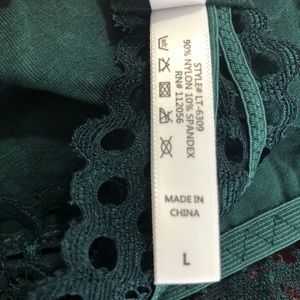 STYLE# LT-6309
90% NYLON 10% SPANDEX
RN# 112056
MADE IN
CHINA
L